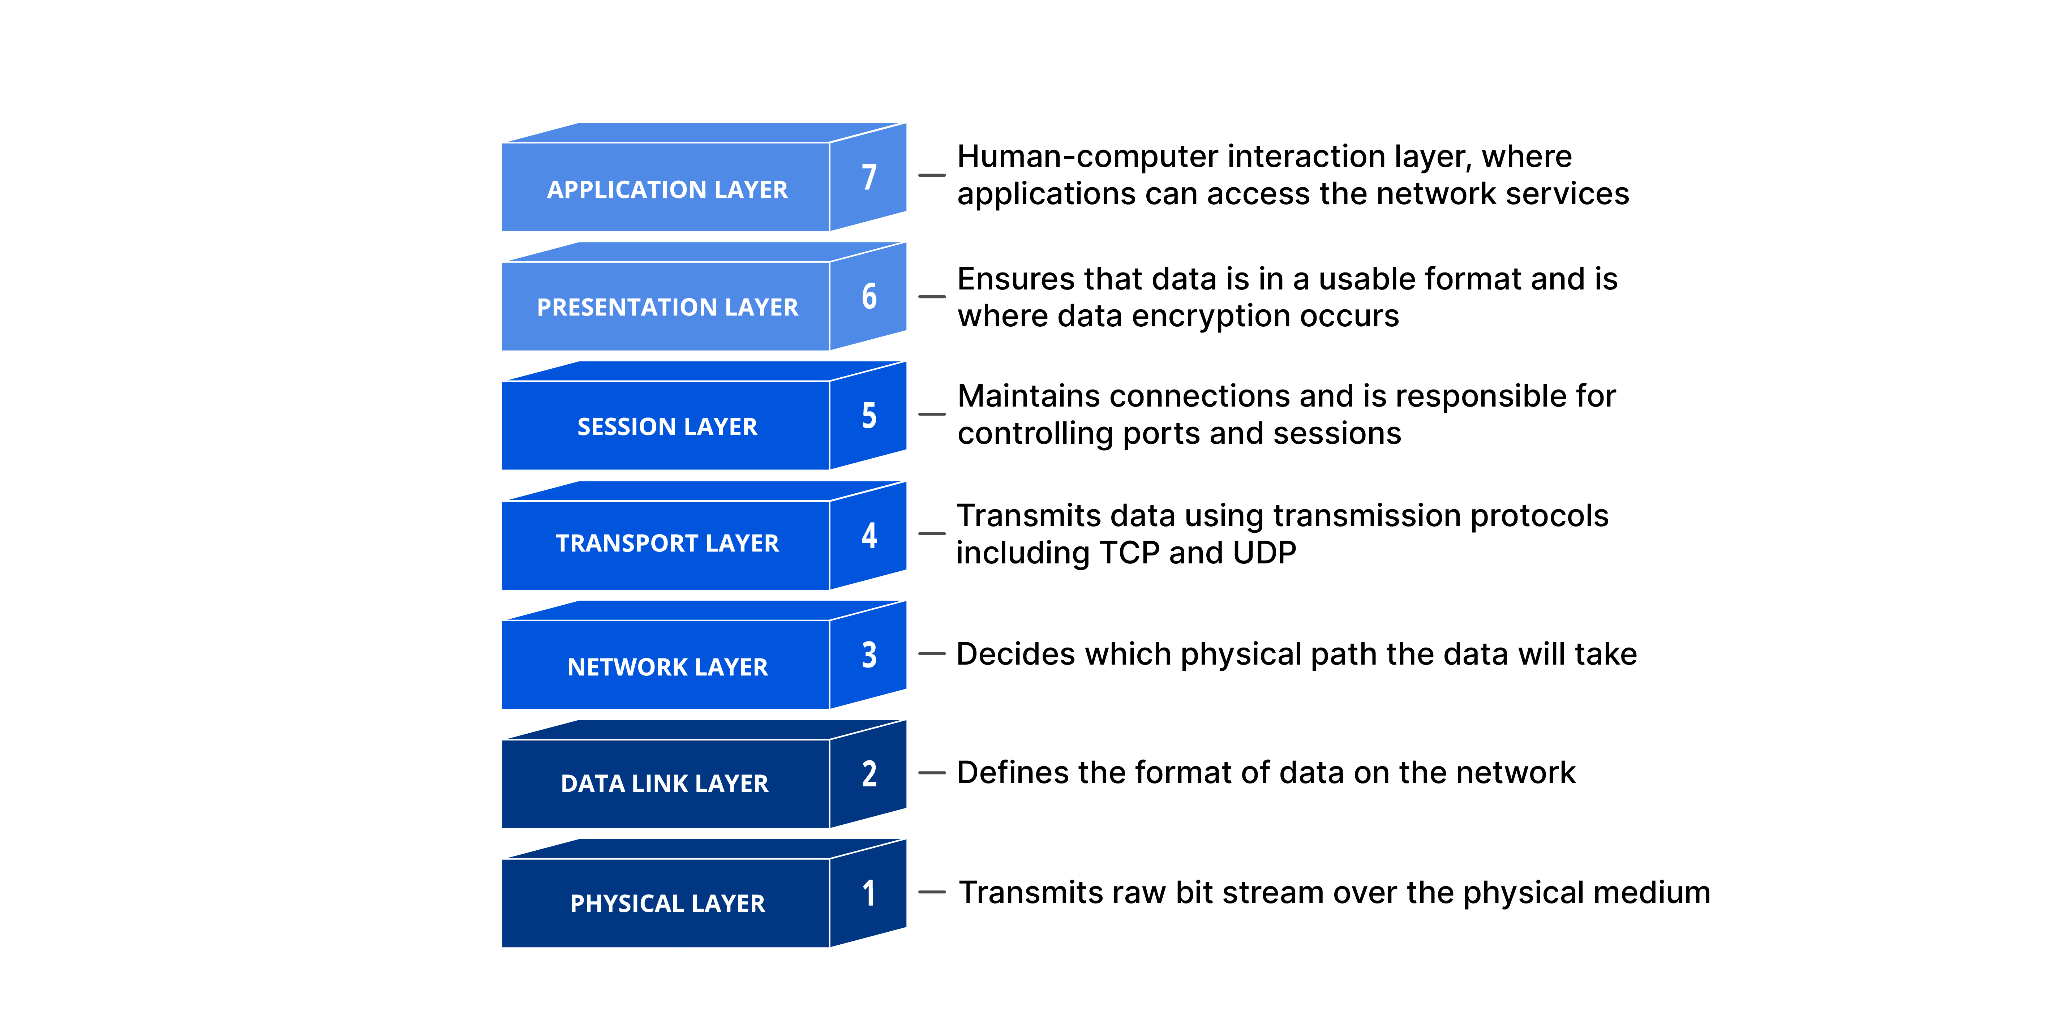 APPLICATION LAYER
7
Human-computer interaction layer, where
applications can access the network services
PRESENTATION LAYER
6
Ensures that data is in a usable format and is
where data encryption occurs
SESSION LAYER
5
Maintains connections and is responsible for
controlling ports and sessions
TRANSPORT LAYER
4
Transmits data using transmission protocols
including TCP and UDP
NETWORK LAYER
3
Decides which physical path the data will take
DATA LINK LAYER
2
Defines the format of data on the network
PHYSICAL LAYER
1
Transmits raw bit stream over the physical medium